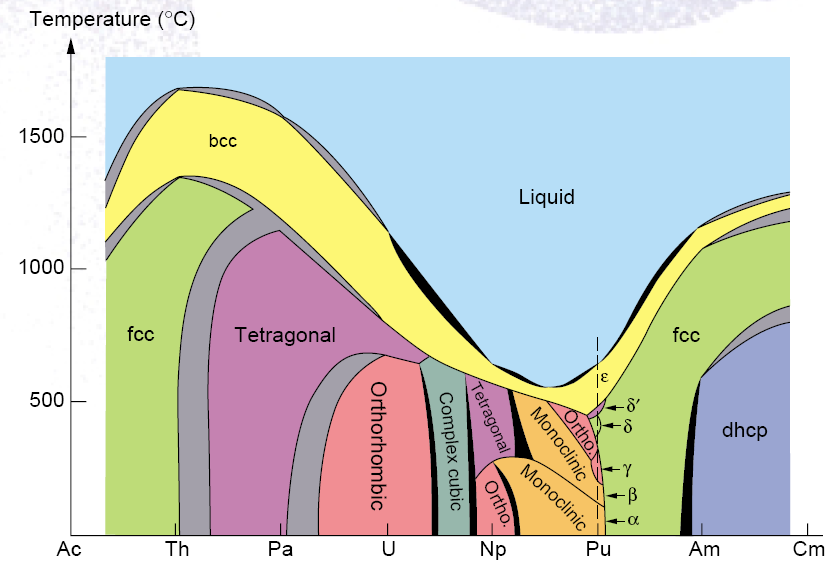 Temperature (°C)
1500
1000
500
bcc
Liquid
fcc
Tetragonal
Orthorhombic
Complex cubic
Tetragonal
Ortho.
Monoclinic
Monoclinic
Ortho.
ε
δ′
δ
γ
β
α
fcc
dhcp
Ac Th Pa U Np Pu Am Cm